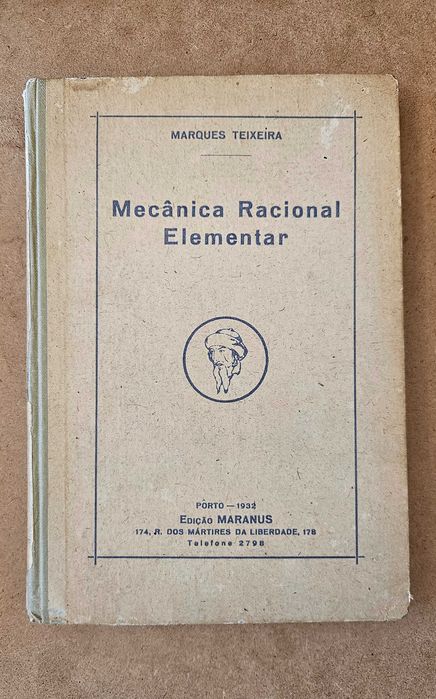 MARQUES TEIXEIRA
Mecânica Racional
Elementar
PÔRTO — 1932
EDIÇÃO MARANUS
174, R. DOS MÁRTIRES DA LIBERDADE, 178
Telefone 2798